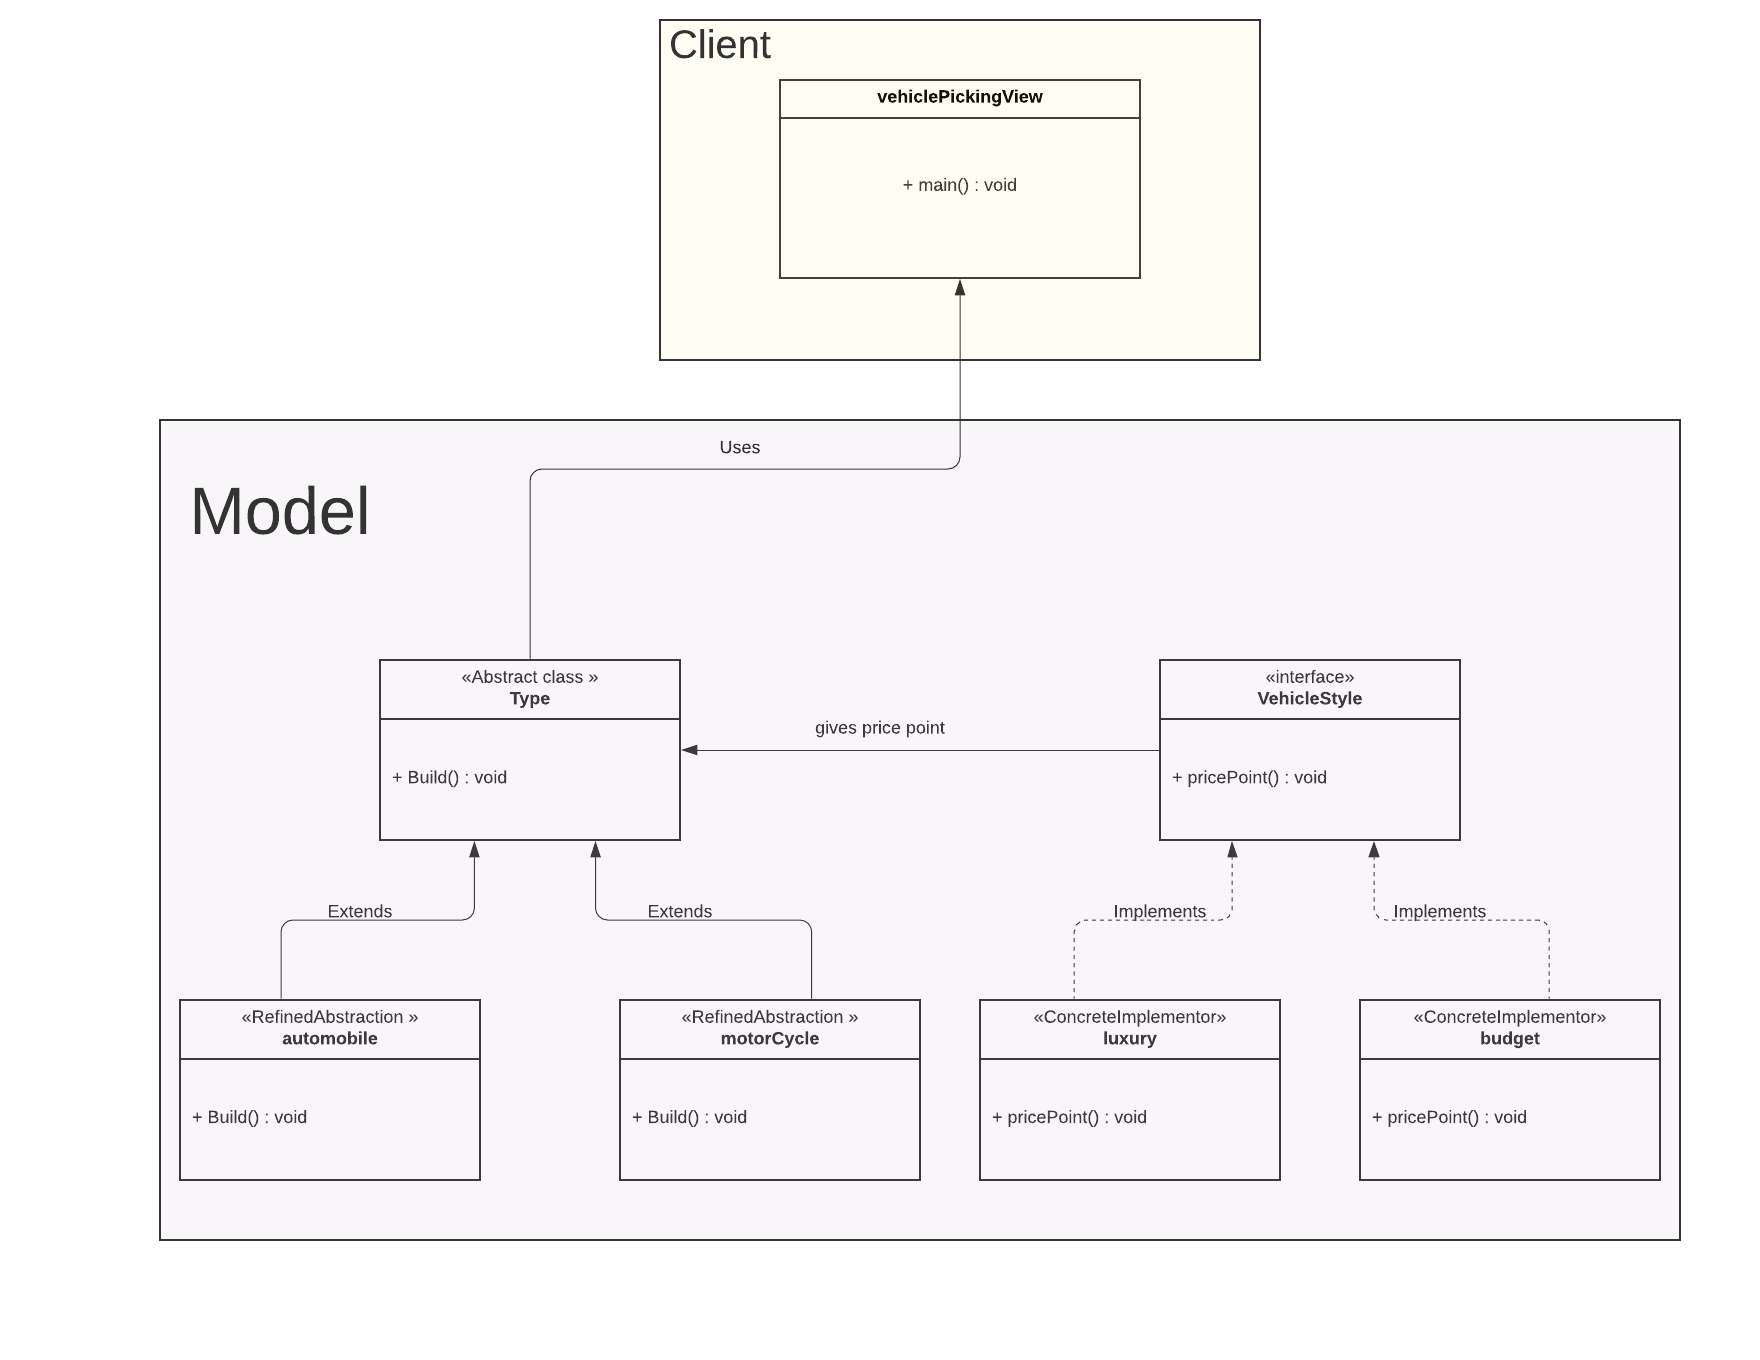 Client
vehiclePickingView
+ main() : void
Uses
Model
«Abstract class »
Type
+ Build() : void
gives price point
«interface»
VehicleStyle
+ pricePoint() : void
Extends
Extends
Implements
Implements
«RefinedAbstraction »
automobile
+ Build() : void
«RefinedAbstraction »
motorCycle
+ Build() : void
«ConcreteImplementor»
luxury
+ pricePoint() : void
«ConcreteImplementor»
budget
+ pricePoint() : void